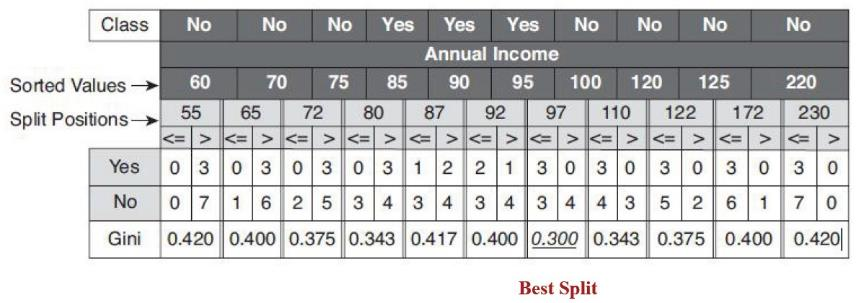 Class No No No Yes Yes Yes No No No No
Annual Income
Sorted Values → 60 70 75 85 90 95 100 120 125 220
Split Positions → 55 65 72 80 87 92 97 110 122 172 230
<= > <= > <= > <= > <= > <= > <= > <= > <= > <= > <= >
Yes 0 3 0 3 0 3 0 3 1 2 2 1 3 0 3 0 3 0 3 0 3 0
No 0 7 1 6 2 5 3 4 3 4 3 4 3 4 4 3 5 2 6 1 7 0
Gini 0.420 0.400 0.375 0.343 0.417 0.400 0.300 0.343 0.375 0.400 0.420
Best Split